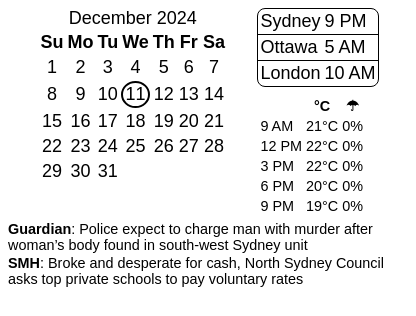 December 2024
Su Mo Tu We Th Fr Sa
1 2 3 4 5 6 7
8 9 10 11 12 13 14
15 16 17 18 19 20 21
22 23 24 25 26 27 28
29 30 31
Sydney 9 PM
Ottawa 5 AM
London 10 AM
°C ☂
9 AM 21°C 0%
12 PM 22°C 0%
3 PM 22°C 0%
6 PM 20°C 0%
9 PM 19°C 0%
Guardian: Police expect to charge man with murder after
woman's body found in south-west Sydney unit
SMH: Broke and desperate for cash, North Sydney Council
asks top private schools to pay voluntary rates